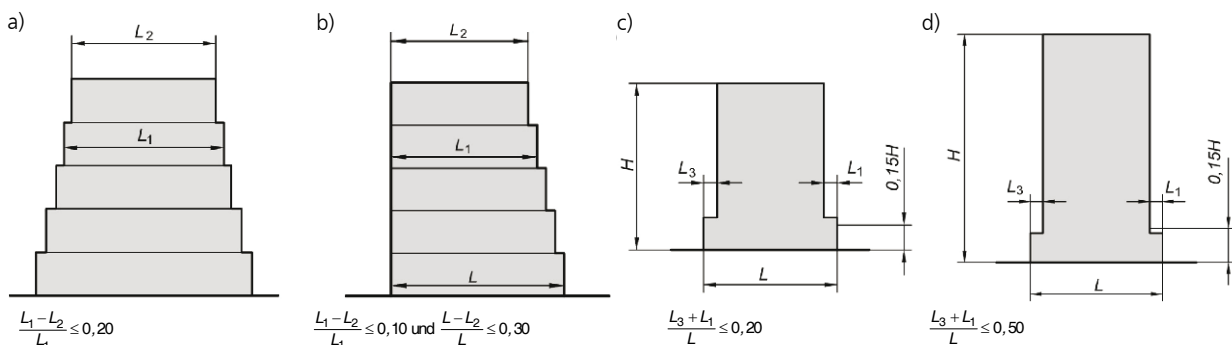 a)
L₂
L₁
(L₁−L₂)/L₁ ≤ 0,20
b)
L₂
L₁
L
(L₁−L₂)/L₁ ≤ 0,10 und (L−L₂)/L ≤ 0,30
c)
H
L₃
L₁
0,15H
L
(L₃+L₁)/L ≤ 0,20
d)
H
L₃
L₁
0,15H
L
(L₃+L₁)/L ≤ 0,50